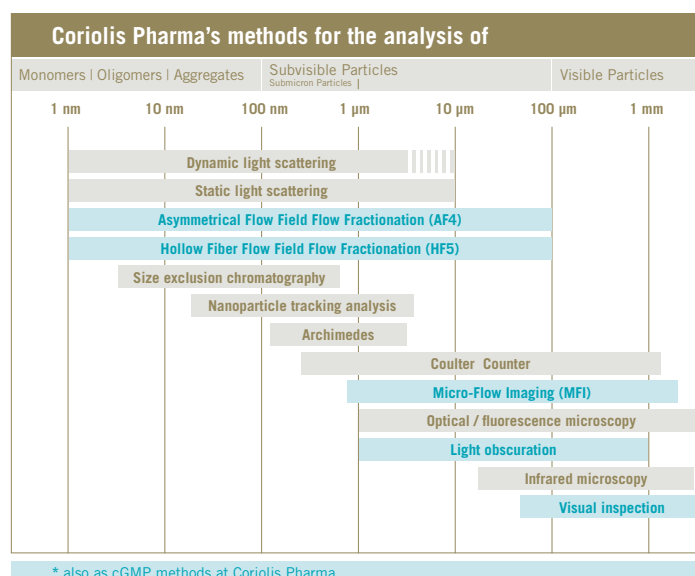 Coriolis Pharma's methods for the analysis of
Monomers | Oligomers | Aggregates
Subvisible Particles
Submicron Particles |
Visible Particles
1 nm
10 nm
100 nm
1 µm
10 µm
100 µm
1 mm
Dynamic light scattering
Static light scattering
Asymmetrical Flow Field Flow Fractionation (AF4)
Hollow Fiber Flow Field Flow Fractionation (HF5)
Size exclusion chromatography
Nanoparticle tracking analysis
Archimedes
Coulter Counter
Micro-Flow Imaging (MFI)
Optical / fluorescence microscopy
Light obscuration
Infrared microscopy
Visual inspection
* also as cGMP methods at Coriolis Pharma